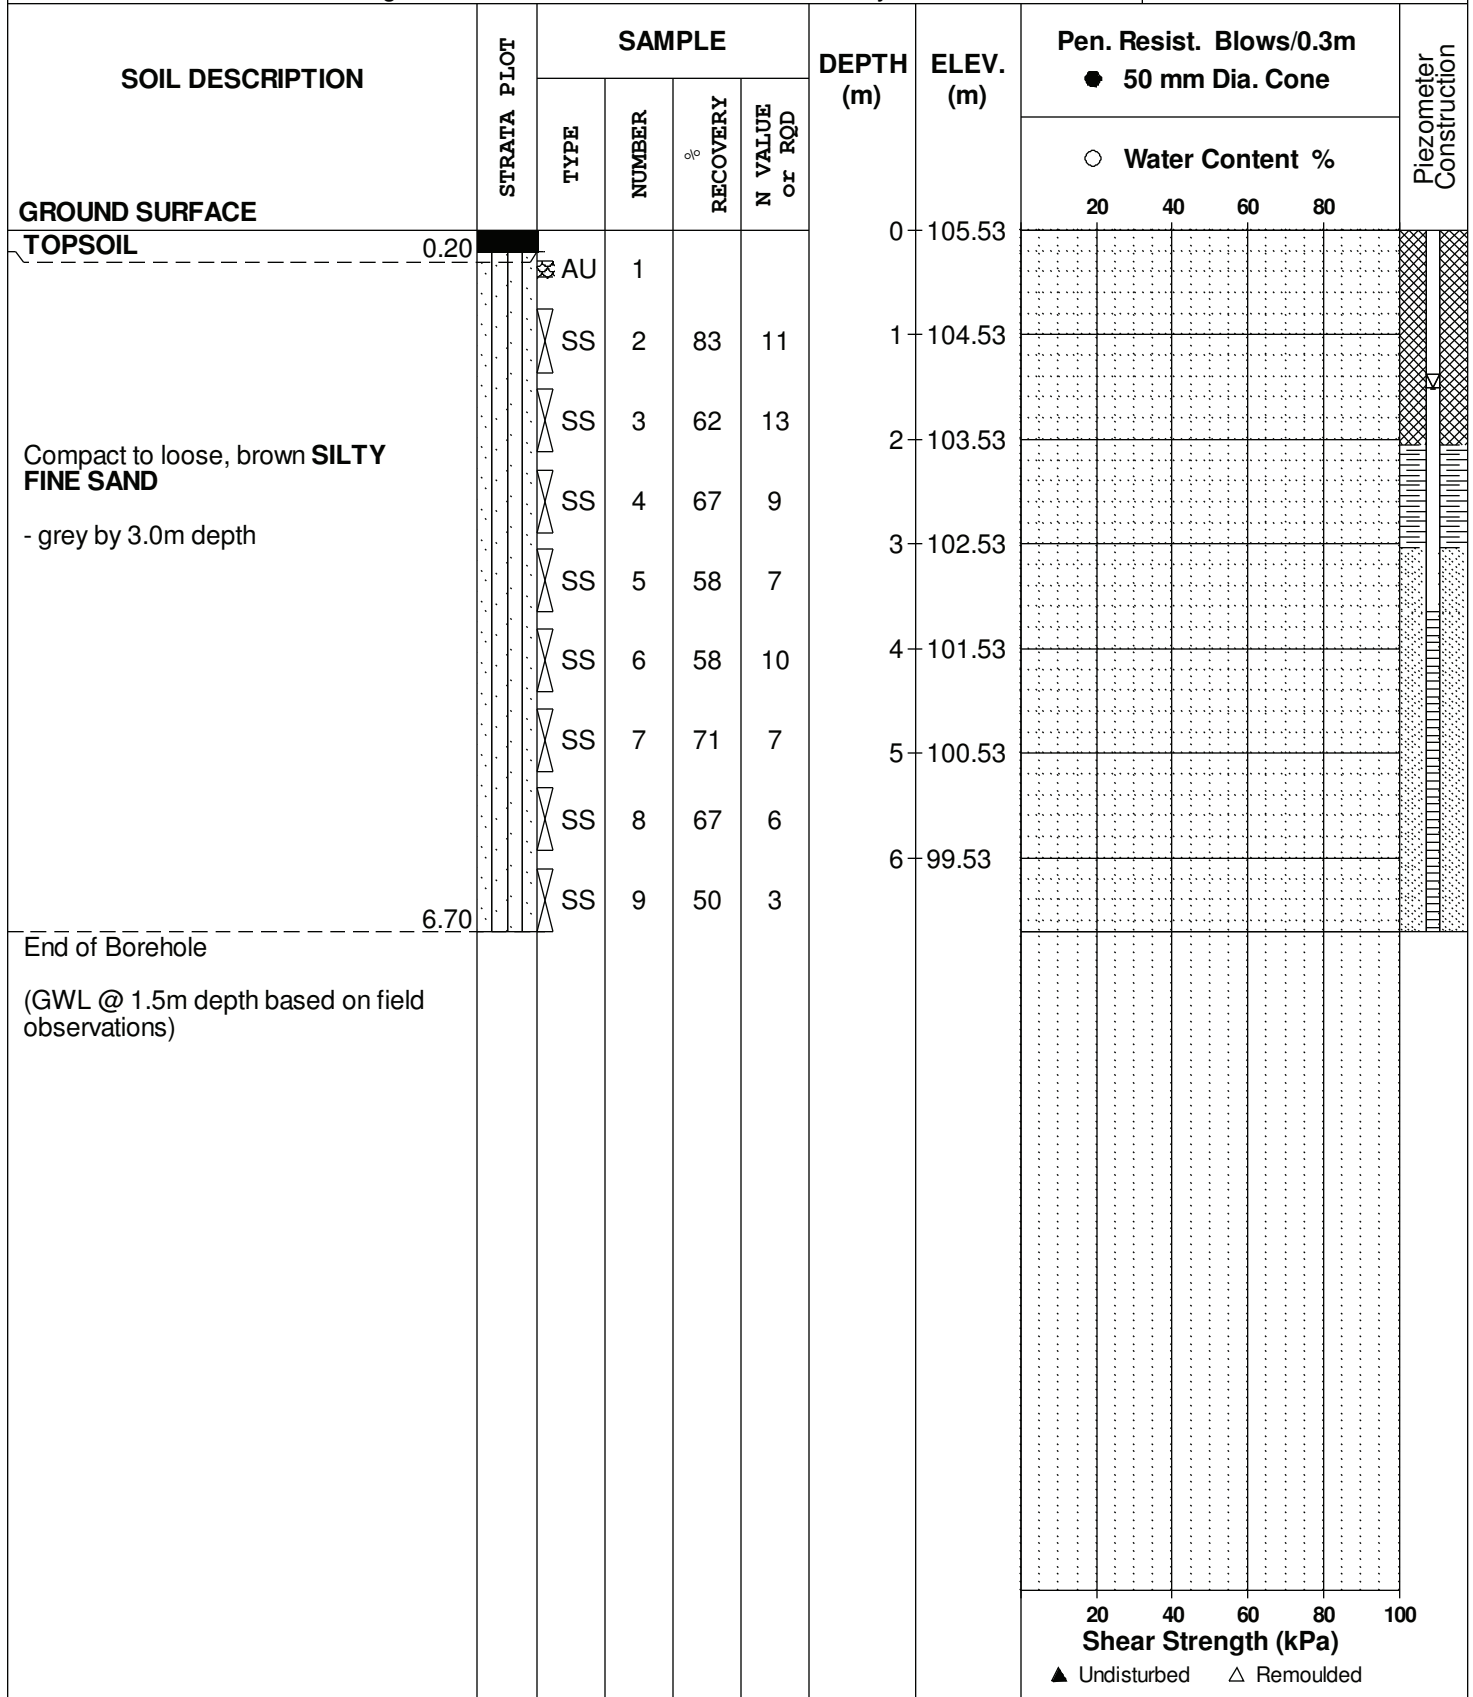 SOIL DESCRIPTION
GROUND SURFACE
STRATA PLOT
SAMPLE
TYPE
NUMBER
%
RECOVERY
N VALUE
or RQD
DEPTH
(m)
ELEV.
(m)
Pen. Resist. Blows/0.3m
● 50 mm Dia. Cone
○ Water Content %
20 40 60 80
Piezometer
Construction
TOPSOIL 0.20
0 105.53
AU 1
SS 2 83 11
1 104.53
SS 3 62 13
2 103.53
Compact to loose, brown SILTY
FINE SAND
- grey by 3.0m depth
SS 4 67 9
3 102.53
SS 5 58 7
SS 6 58 10
4 101.53
SS 7 71 7
5 100.53
SS 8 67 6
6 99.53
SS 9 50 3
6.70
End of Borehole
(GWL @ 1.5m depth based on field
observations)
20 40 60 80 100
Shear Strength (kPa)
▲ Undisturbed △ Remoulded